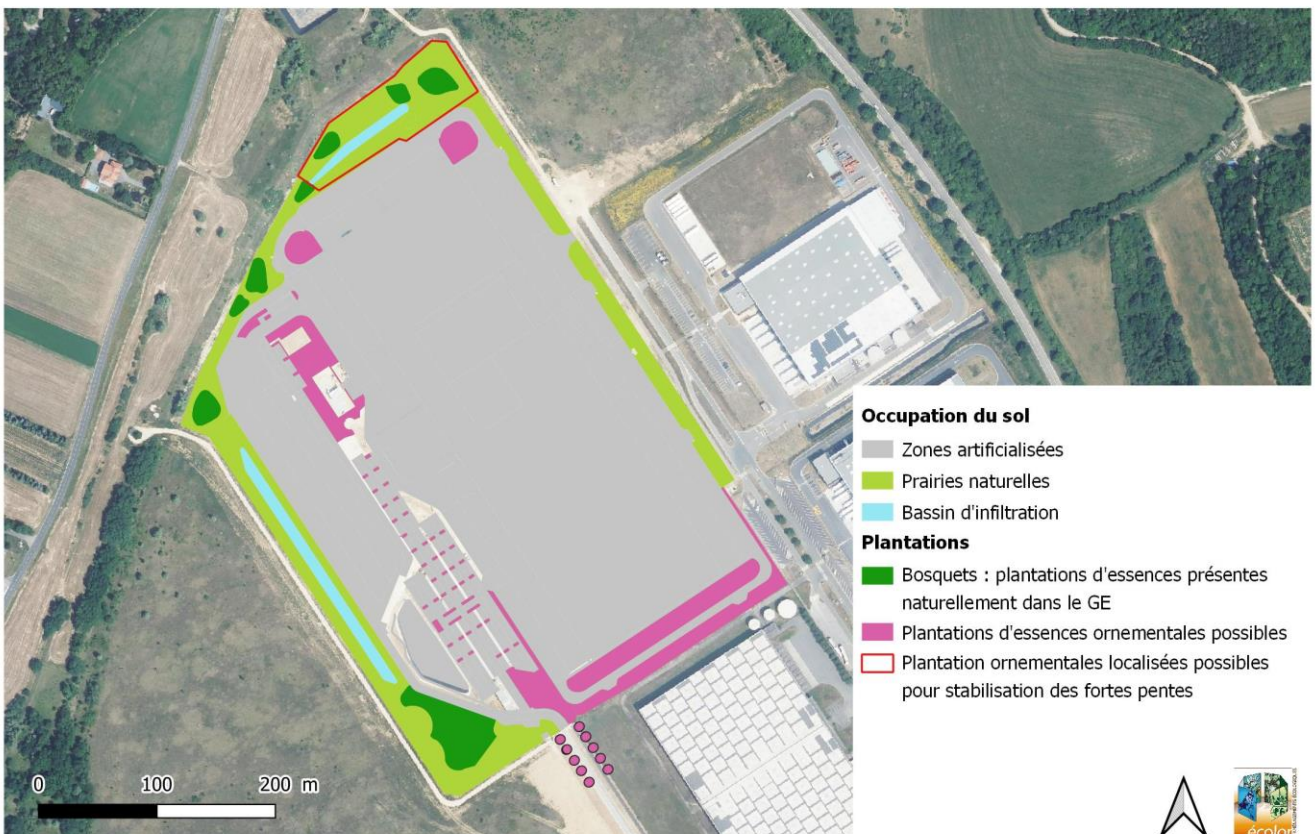 Occupation du sol
Zones artificialisées
Prairies naturelles
Bassin d'infiltration
Plantations
Bosquets : plantations d'essences présentes
naturellement dans le GE
Plantations d'essences ornementales possibles
Plantation ornementales localisées possibles
pour stabilisation des fortes pentes
0 100 200 m